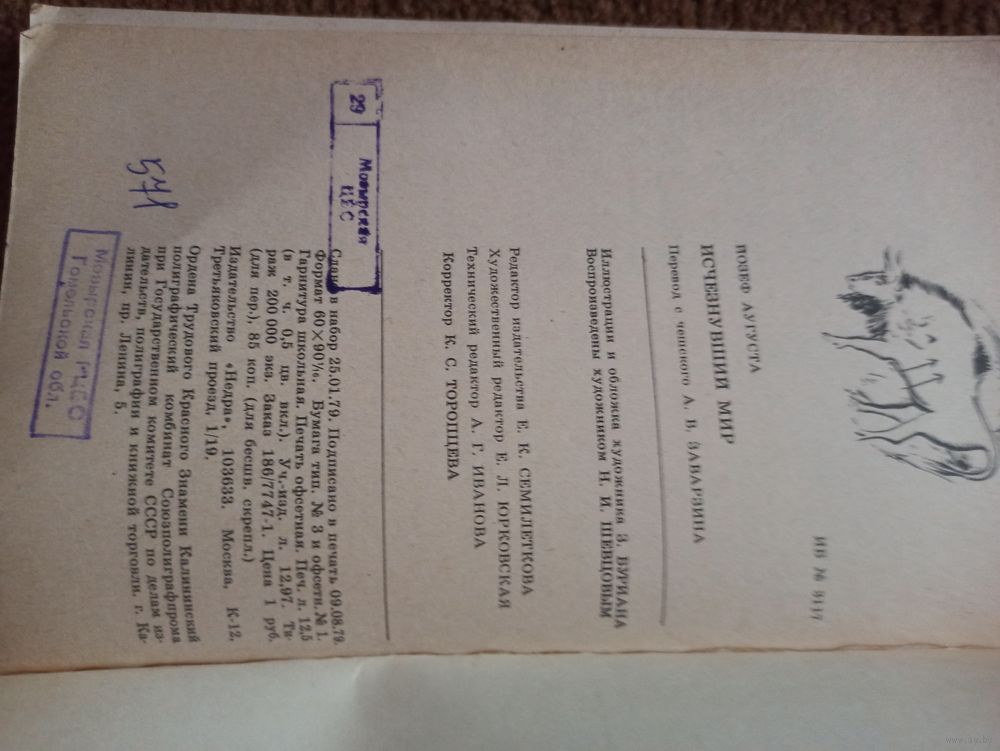 ИБ № 3117
ЙОЗЕФ АУГУСТА
ИСЧЕЗНУВШИЙ МИР
Перевод с чешского А. В. ЗАВАРЗИНА
Иллюстрации и обложка художника З. БУРИАНА
Воспроизведены художником Н. И. ШЕВЦОВЫМ
Редактор издательства Е. К. СЕМИЛЕТКОВА
Художественный редактор Е. Л. ЮРКОВСКАЯ
Технический редактор А. Г. ИВАНОВА
Корректор К. С. ТОРОПЦЕВА
29
Мозырская
ЦБС
Сдано в набор 25.01.79. Подписано в печать 09.08.79.
Формат 60×90¹/₁₆. Бумага тип. № 3 и офсетн. № 1.
Гарнитура школьная. Печать офсетная. Печ. л. 12,5
(в т. ч. 0,5 цв. вкл.). Уч.-изд. л. 12,97. Ти-
раж 200 000 экз. Заказ 186/7747-1. Цена 1 руб.
(для пер.), 85 коп. (для бесшв. скрепл.)
Издательство «Недра», 103633. Москва, К-12,
Третьяковский проезд, 1/19.
Ордена Трудового Красного Знамени Калининский
полиграфический комбинат Союзполиграфпрома
при Государственном комитете СССР по делам из-
дательств, полиграфии и книжной торговли. г. Ка-
линин, пр. Ленина, 5.
571
Мозырская
Гомельской обл.